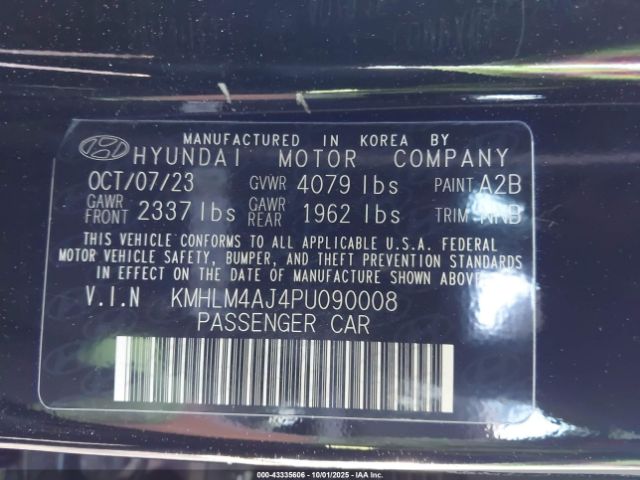 MANUFACTURED IN KOREA BY
HYUNDAI MOTOR COMPANY
OCT/07/23 GVWR 4079 lbs PAINT A2B
GAWR FRONT 2337 lbs GAWR REAR 1962 lbs TRIM NNB
THIS VEHICLE CONFORMS TO ALL APPLICABLE U.S.A. FEDERAL
MOTOR VEHICLE SAFETY, BUMPER, AND THEFT PREVENTION STANDARDS
IN EFFECT ON THE DATE OF MANUFACTURE SHOWN ABOVE.
V.I.N KMHLM4AJ4PU090008
PASSENGER CAR
000-43335606 - 10/01/2025 - IAA Inc.